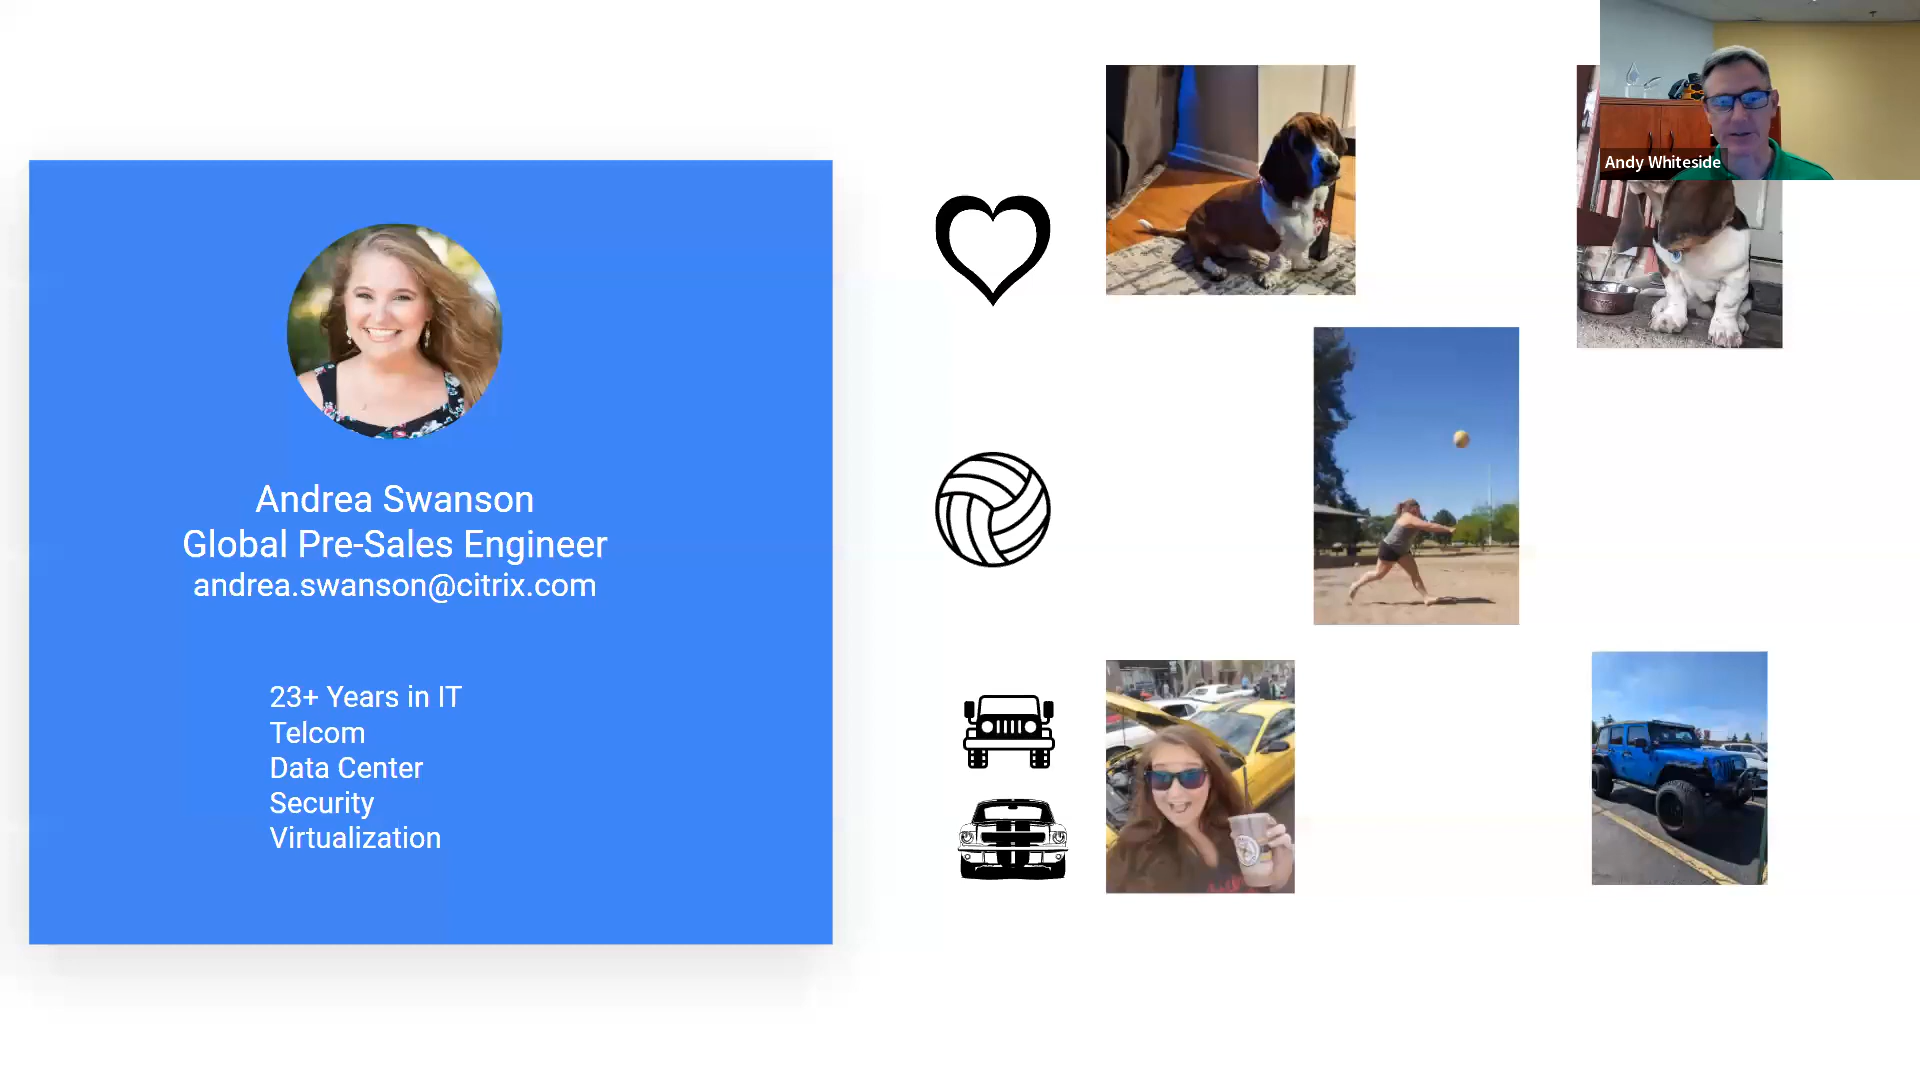 Andy Whiteside
Andrea Swanson
Global Pre-Sales Engineer
andrea.swanson@citrix.com
23+ Years in IT
Telcom
Data Center
Security
Virtualization